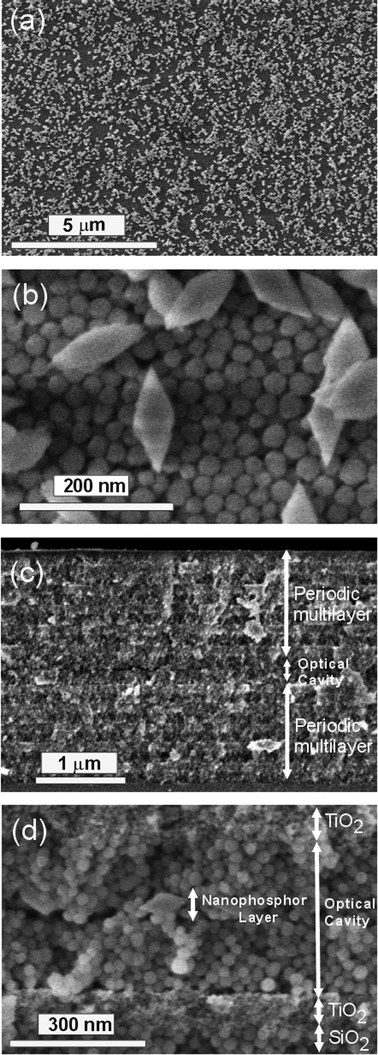 (a)
5 μm
(b)
200 nm
(c)
Periodic
multilayer
Optical
Cavity
Periodic
multilayer
1 μm
(d)
TiO2
Nanophosphor
Layer
Optical
Cavity
TiO2
SiO2
300 nm